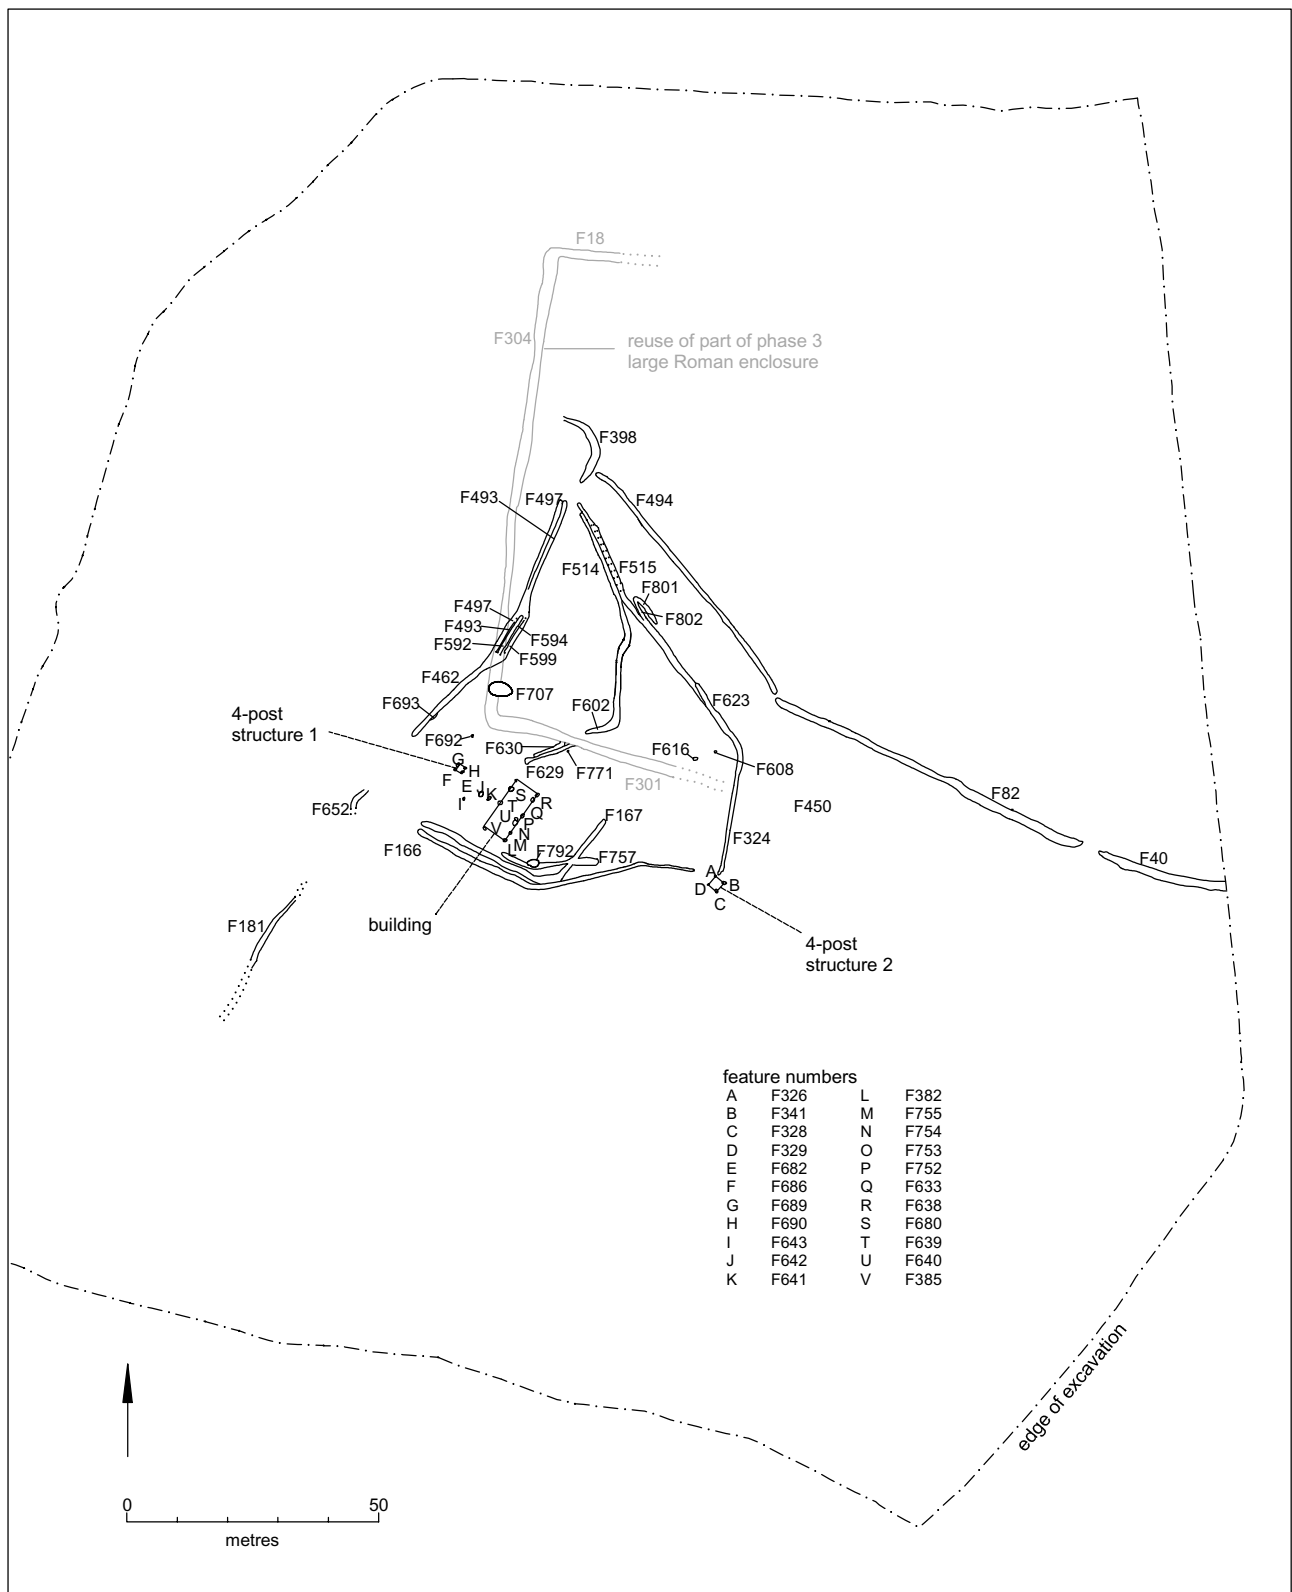 F18
F304
reuse of part of phase 3
large Roman enclosure
F398
F493
F497
F494
F514
F515
F801
F802
F497
F493
F592
F594
F599
F462
F707
F693
F602
F623
4-post
structure 1
F692
F630
F616
F608
F629
F771
F301
G
H
F
E
J
K
I
S
R
T
Q
U
P
V
N
M
L
F652
F450
F82
F167
F324
F166
F792
F757
F40
A
B
D
C
F181
building
4-post
structure 2
feature numbers
A F326 L F382
B F341 M F755
C F328 N F754
D F329 O F753
E F682 P F752
F F686 Q F633
G F689 R F638
H F690 S F680
I F643 T F639
J F642 U F640
K F641 V F385
edge of excavation
0 50
metres